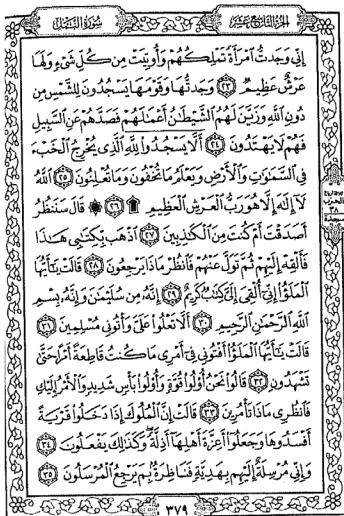 الجزء التاسع عشر
سورة النمل
إِنِّي وَجَدتُّ ٱمْرَأَةً تَمْلِكُهُمْ وَأُوتِيَتْ مِن كُلِّ شَىْءٍ وَلَهَا
عَرْشٌ عَظِيمٌ ٢٣ وَجَدتُّهَا وَقَوْمَهَا يَسْجُدُونَ لِلشَّمْسِ مِن
دُونِ ٱللَّهِ وَزَيَّنَ لَهُمُ ٱلشَّيْطَٰنُ أَعْمَٰلَهُمْ فَصَدَّهُمْ عَنِ ٱلسَّبِيلِ
فَهُمْ لَا يَهْتَدُونَ ٢٤ أَلَّا يَسْجُدُوا۟ لِلَّهِ ٱلَّذِى يُخْرِجُ ٱلْخَبْءَ
فِى ٱلسَّمَٰوَٰتِ وَٱلْأَرْضِ وَيَعْلَمُ مَا تُخْفُونَ وَمَا تُعْلِنُونَ ٢٥ ٱللَّهُ
لَآ إِلَٰهَ إِلَّا هُوَ رَبُّ ٱلْعَرْشِ ٱلْعَظِيمِ ۩ ٢٦ ۞ قَالَ سَنَنظُرُ
أَصَدَقْتَ أَمْ كُنتَ مِنَ ٱلْكَٰذِبِينَ ٢٧ ٱذْهَب بِّكِتَٰبِى هَٰذَا
فَأَلْقِهْ إِلَيْهِمْ ثُمَّ تَوَلَّ عَنْهُمْ فَٱنظُرْ مَاذَا يَرْجِعُونَ ٢٨ قَالَتْ يَٰٓأَيُّهَا
ٱلْمَلَؤُا۟ إِنِّىٓ أُلْقِىَ إِلَىَّ كِتَٰبٌ كَرِيمٌ ٢٩ إِنَّهُۥ مِن سُلَيْمَٰنَ وَإِنَّهُۥ بِسْمِ
ٱللَّهِ ٱلرَّحْمَٰنِ ٱلرَّحِيمِ ٣٠ أَلَّا تَعْلُوا۟ عَلَىَّ وَأْتُونِى مُسْلِمِينَ ٣١
قَالَتْ يَٰٓأَيُّهَا ٱلْمَلَؤُا۟ أَفْتُونِى فِىٓ أَمْرِى مَا كُنتُ قَاطِعَةً أَمْرًا حَتَّىٰ
تَشْهَدُونِ ٣٢ قَالُوا۟ نَحْنُ أُو۟لُوا۟ قُوَّةٍ وَأُو۟لُوا۟ بَأْسٍ شَدِيدٍ وَٱلْأَمْرُ إِلَيْكِ
فَٱنظُرِى مَاذَا تَأْمُرِينَ ٣٣ قَالَتْ إِنَّ ٱلْمُلُوكَ إِذَا دَخَلُوا۟ قَرْيَةً
أَفْسَدُوهَا وَجَعَلُوٓا۟ أَعِزَّةَ أَهْلِهَآ أَذِلَّةً وَكَذَٰلِكَ يَفْعَلُونَ ٣٤
وَإِنِّى مُرْسِلَةٌ إِلَيْهِم بِهَدِيَّةٍ فَنَاظِرَةٌۢ بِمَ يَرْجِعُ ٱلْمُرْسَلُونَ ٣٥
الحزب
٣٨
سجدة
٣٧٩